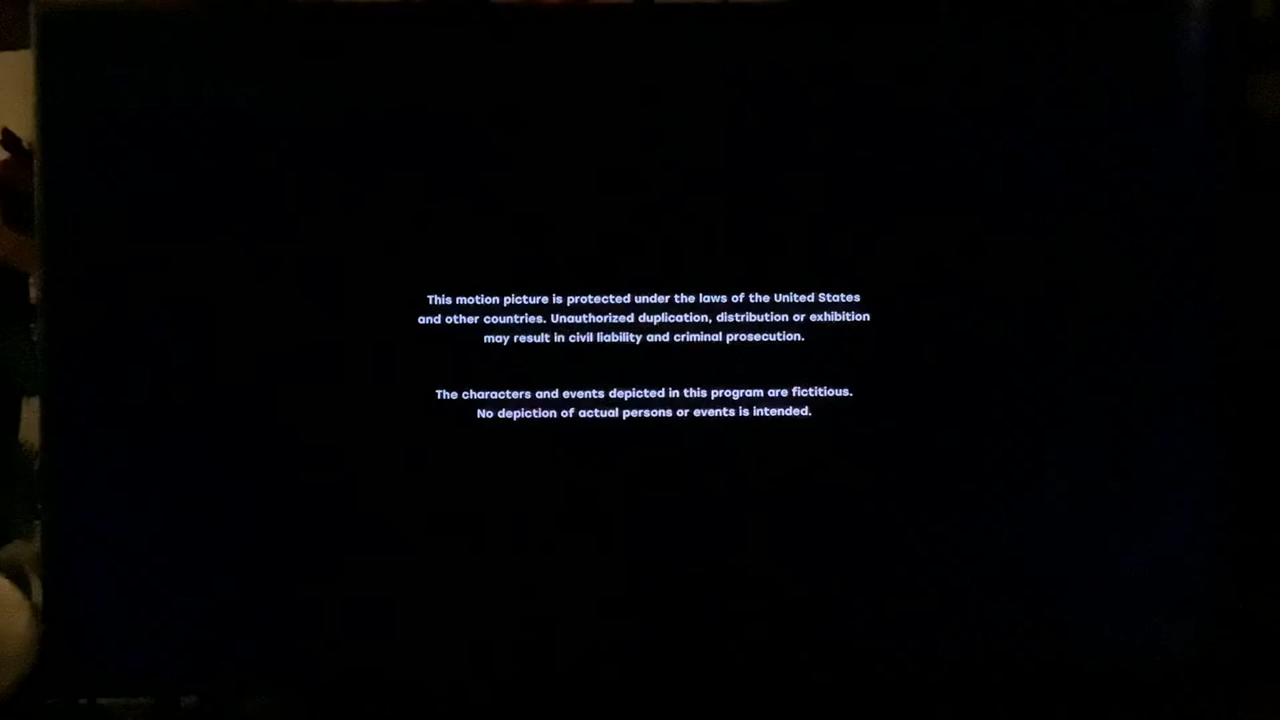 This motion picture is protected under the laws of the United States
and other countries. Unauthorized duplication, distribution or exhibition
may result in civil liability and criminal prosecution.
The characters and events depicted in this program are fictitious.
No depiction of actual persons or events is intended.